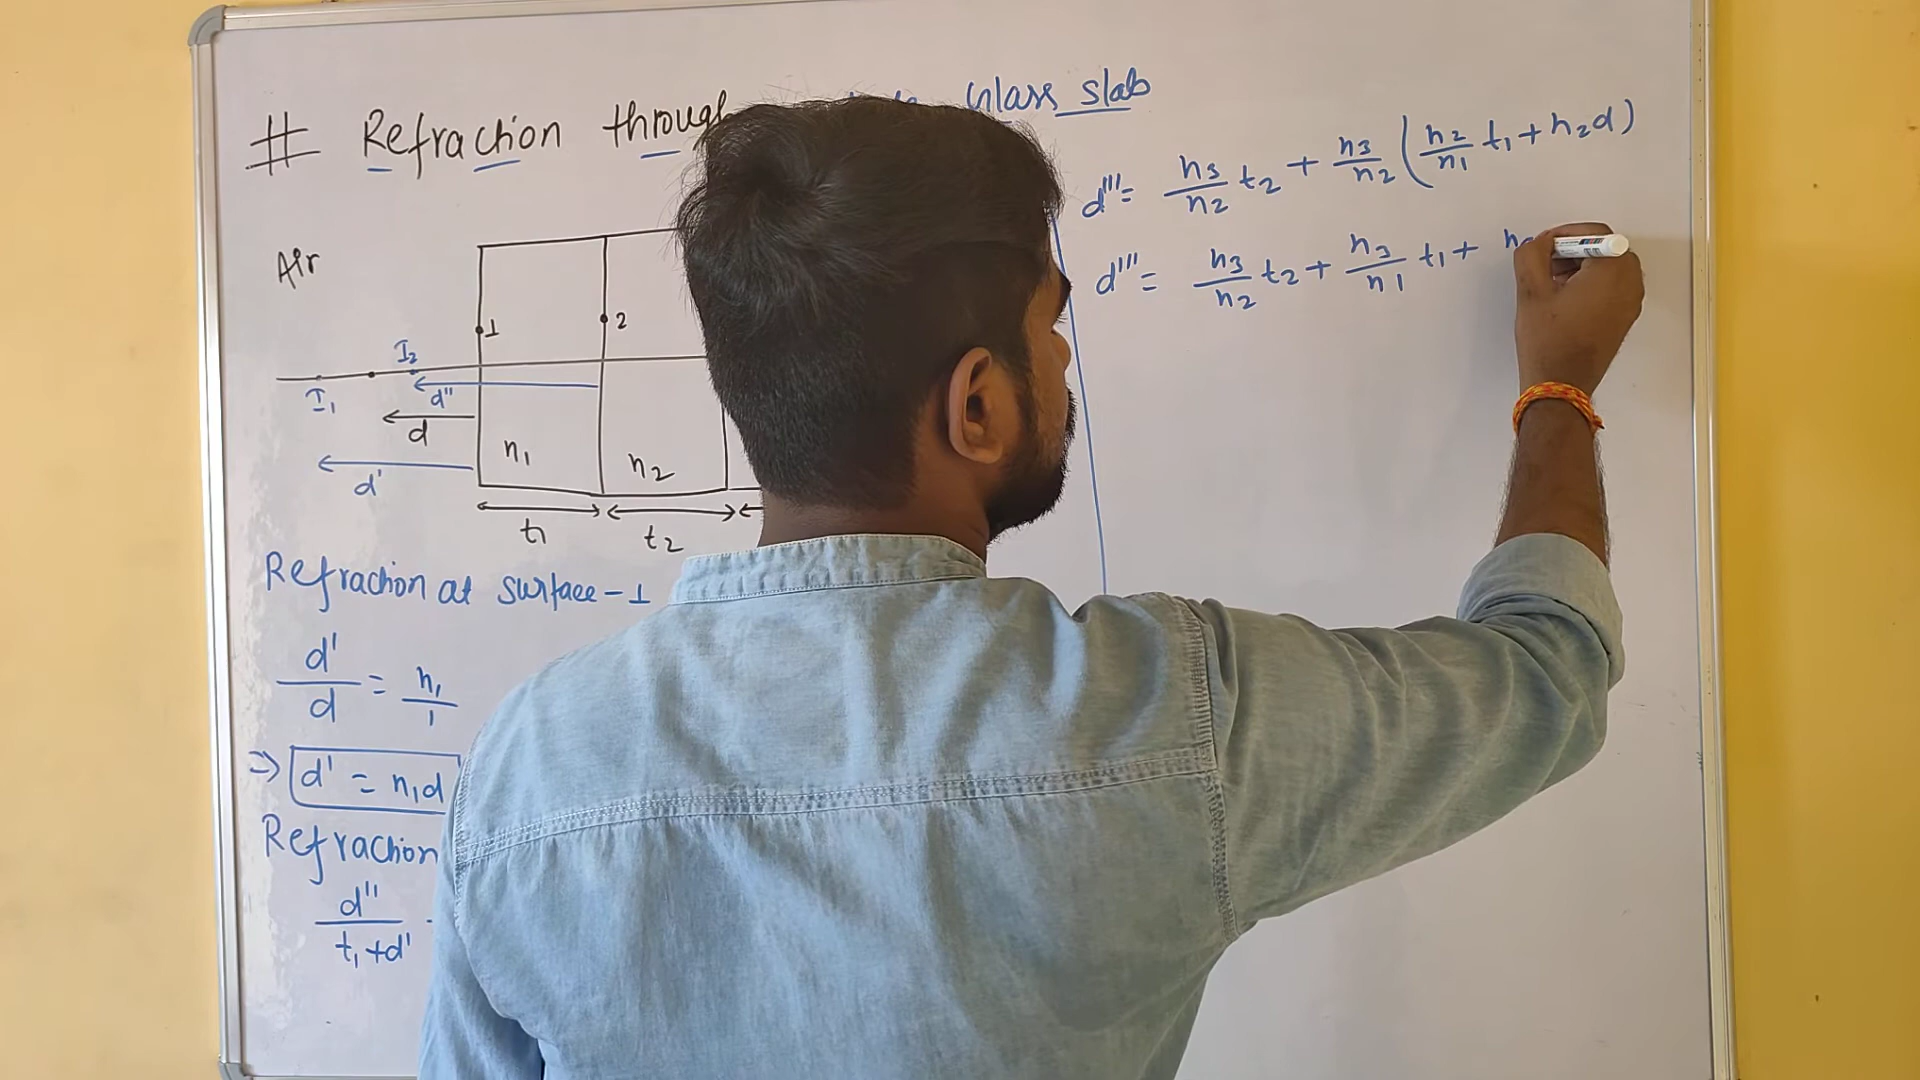 # Refraction through Glass slab
Air
1
2
I₂
I₁
d''
d
d'
n₁
n₂
t₁
t₂
Refraction at surface-1
d'/d = n₁/1
⇒ d' = n₁d
Refraction
d''/t₁+d'
d''' = n₃/n₂ t₂ + n₃/n₂ (n₂/n₁ t₁ + n₂d)
d''' = n₃/n₂ t₂ + n₃/n₁ t₁ + n